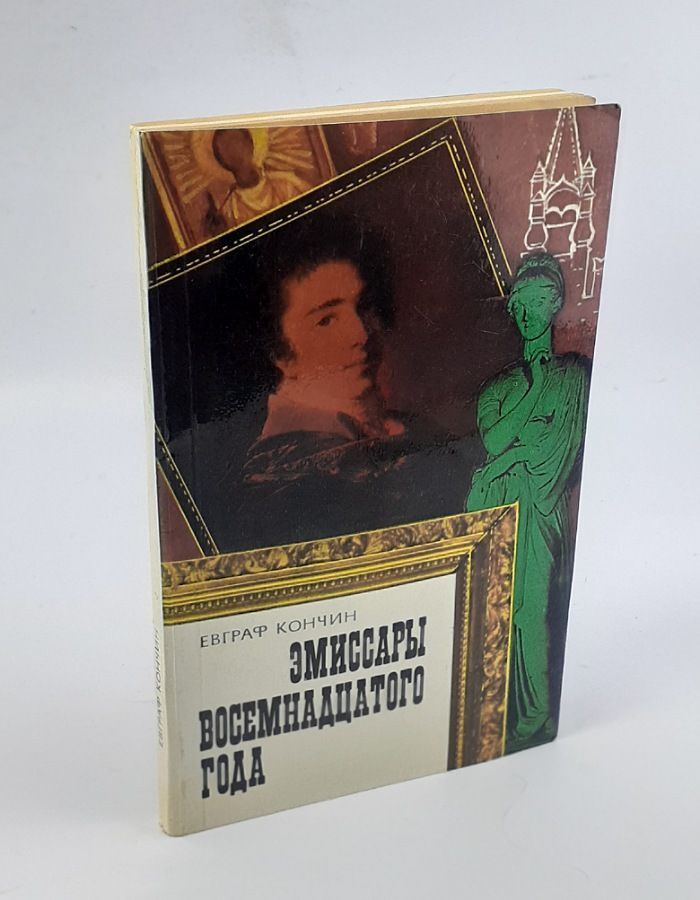 ЕВГРАФ КОНЧИН
ЭМИССАРЫ
ВОСЕМНАДЦАТОГО
ГОДА
ЕВГРАФ КОНЧИН